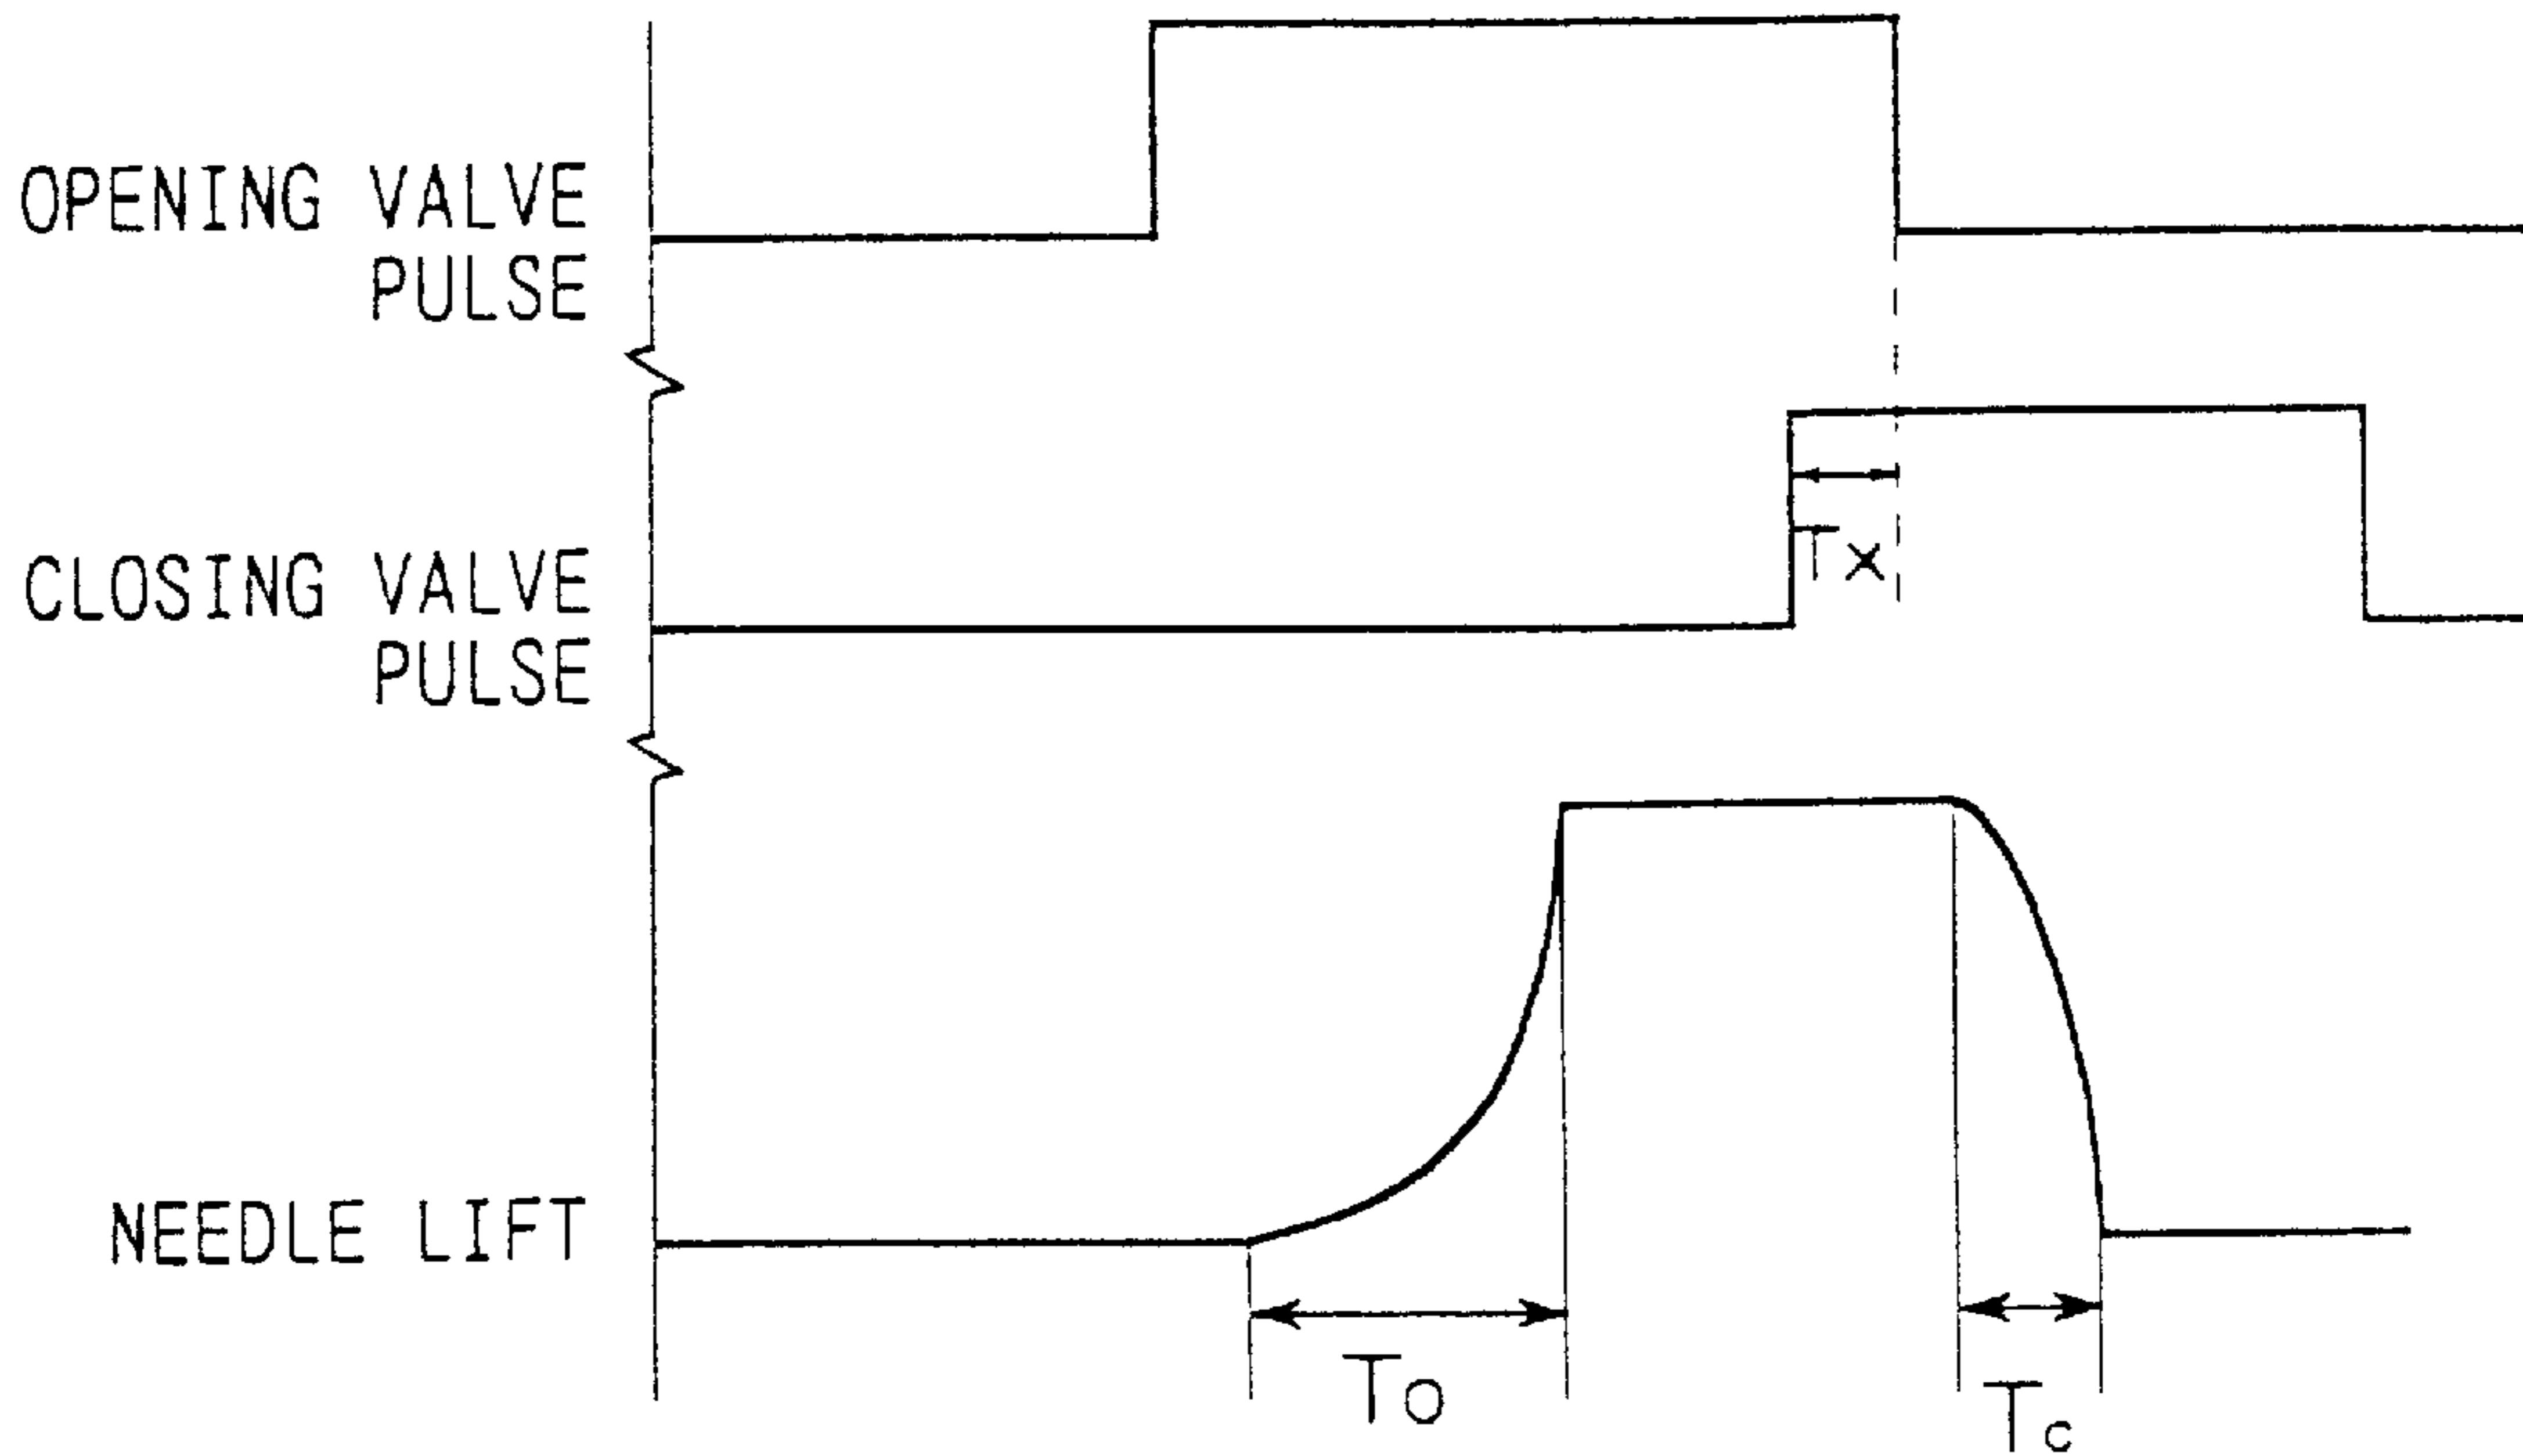 OPENING VALVE
PULSE
Tx
CLOSING VALVE
PULSE
NEEDLE LIFT
To
Tc